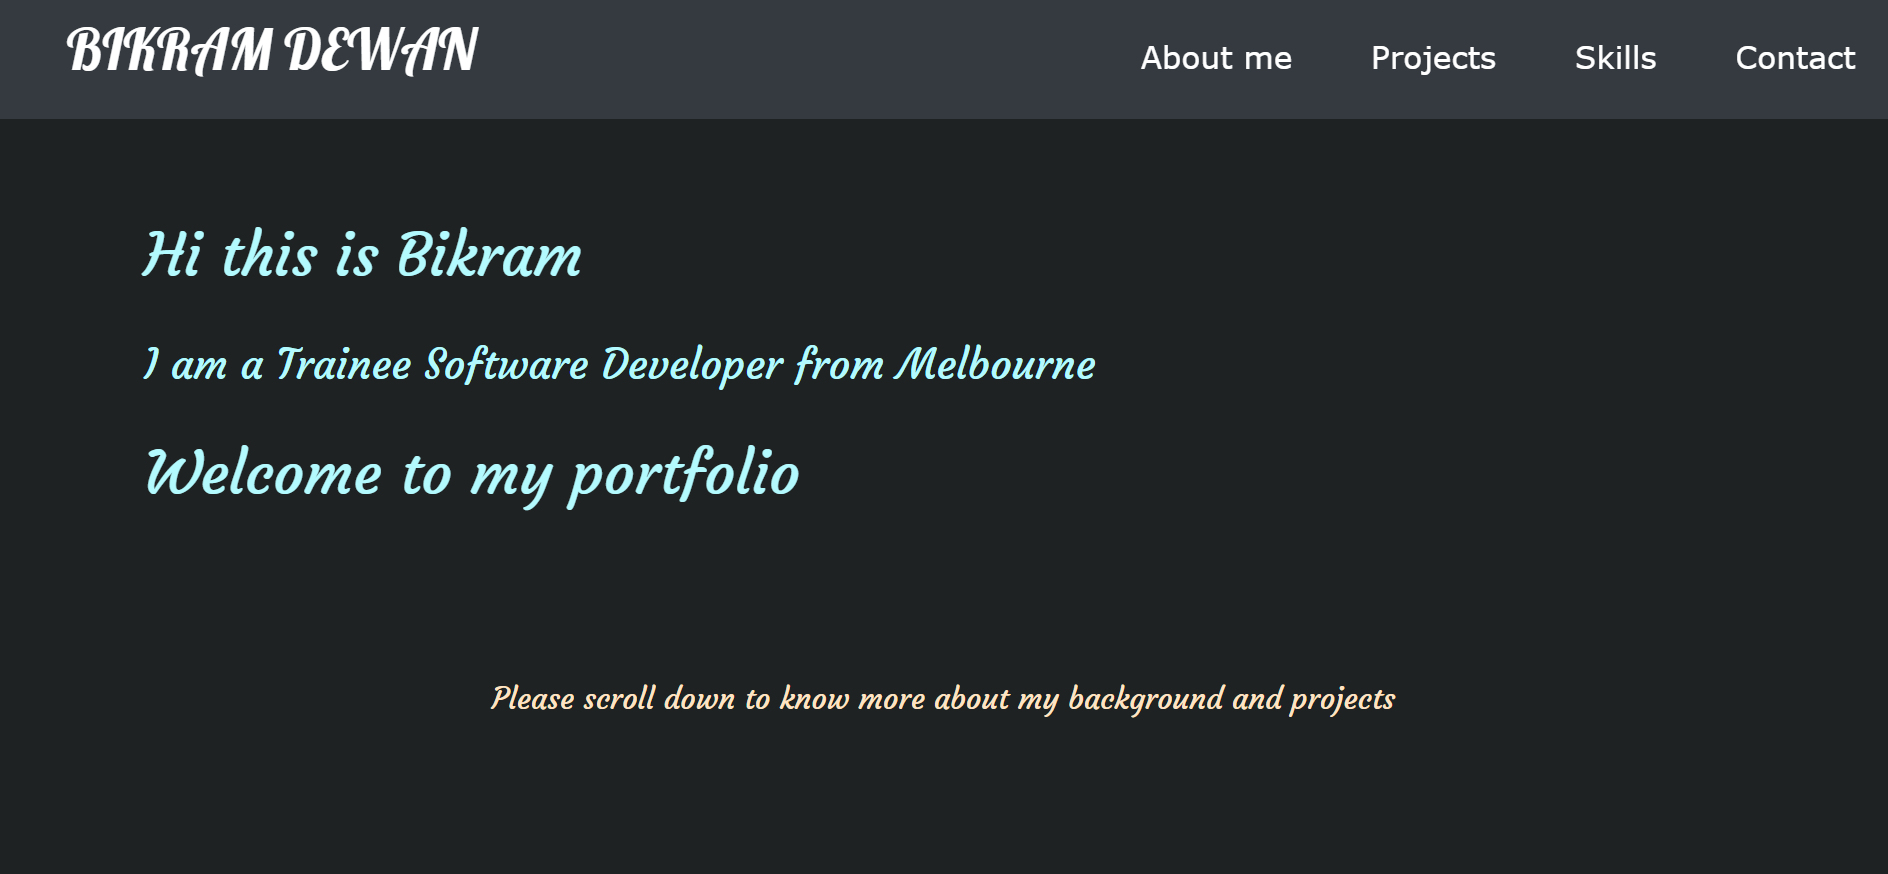 BIKRAM DEWAN
About me Projects Skills Contact
Hi this is Bikram
I am a Trainee Software Developer from Melbourne
Welcome to my portfolio
Please scroll down to know more about my background and projects